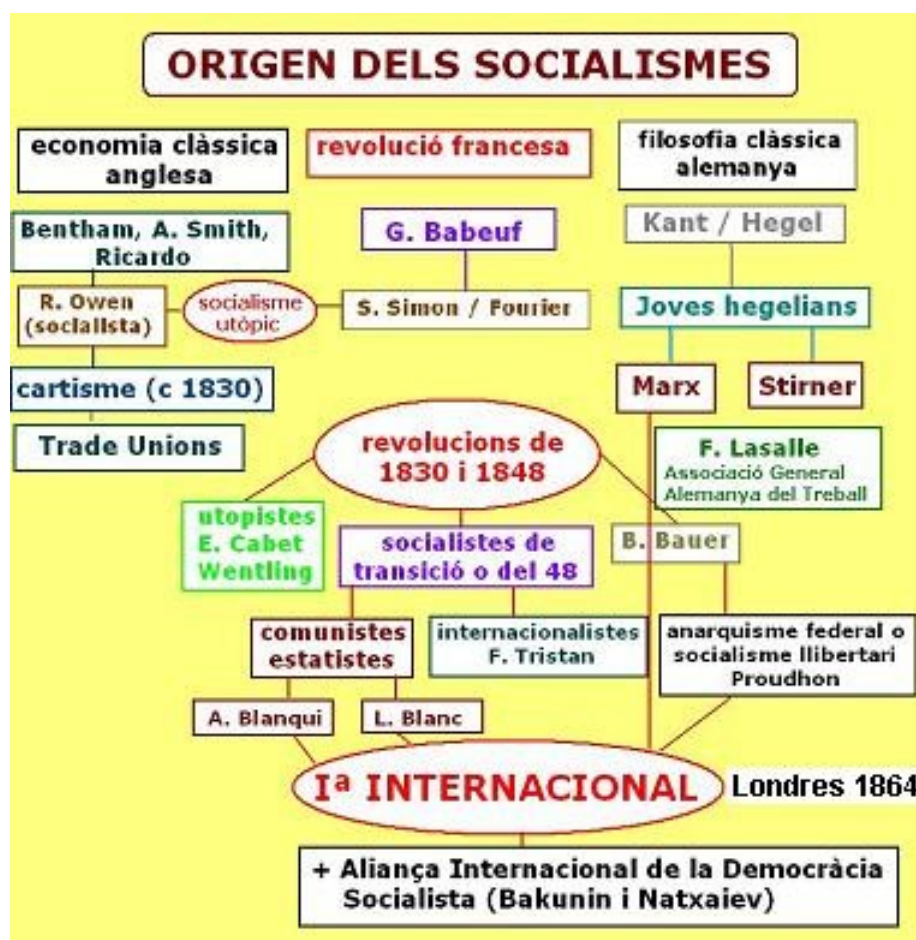 ORIGEN DELS SOCIALISMES
economia clàssica
anglesa
revolució francesa
filosofia clàssica
alemanya
Bentham, A. Smith,
Ricardo
G. Babeuf
Kant / Hegel
R. Owen
(socialista)
socialisme
utòpic
S. Simon / Fourier
Joves hegelians
cartisme (c 1830)
Marx
Stirner
Trade Unions
revolucions de
1830 i 1848
F. Lasalle
Associació General
Alemanya del Treball
utopistes
E. Cabet
Wentling
socialistes de
transició o del 48
B. Bauer
comunistes
estatistes
internacionalistes
F. Tristan
anarquisme federal o
socialisme llibertari
Proudhon
A. Blanqui
L. Blanc
Iª INTERNACIONAL
Londres 1864
+ Aliança Internacional de la Democràcia
Socialista (Bakunin i Natxaiev)